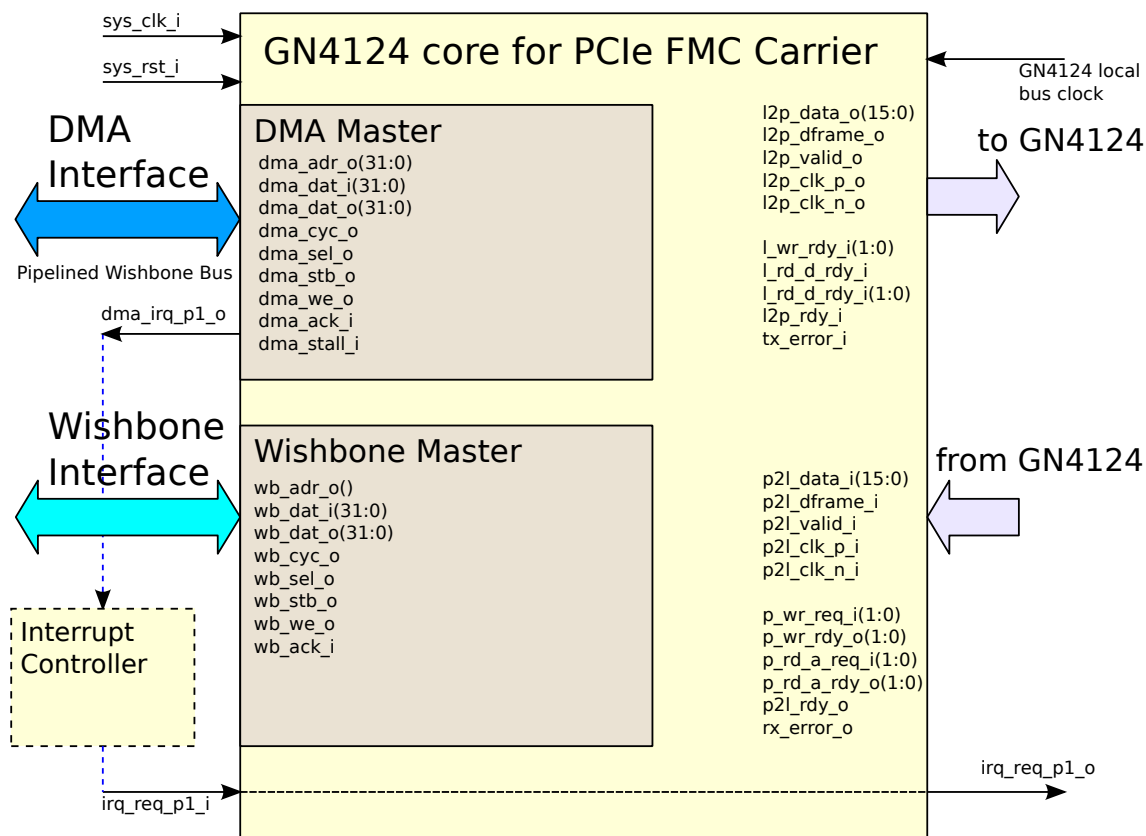 sys_clk_i
GN4124 core for PCIe FMC Carrier
sys_rst_i
GN4124 local
bus clock
DMA
Interface
Pipelined Wishbone Bus
dma_irq_p1_o
DMA Master
dma_adr_o(31:0)
dma_dat_i(31:0)
dma_dat_o(31:0)
dma_cyc_o
dma_sel_o
dma_stb_o
dma_we_o
dma_ack_i
dma_stall_i
l2p_data_o(15:0)
l2p_dframe_o
l2p_valid_o
l2p_clk_p_o
l2p_clk_n_o
l_wr_rdy_i(1:0)
l_rd_d_rdy_i
l_rd_d_rdy_i(1:0)
l2p_rdy_i
tx_error_i
to GN4124
Wishbone
Interface
Wishbone Master
wb_adr_o()
wb_dat_i(31:0)
wb_dat_o(31:0)
wb_cyc_o
wb_sel_o
wb_stb_o
wb_we_o
wb_ack_i
from GN4124
p2l_data_i(15:0)
p2l_dframe_i
p2l_valid_i
p2l_clk_p_i
p2l_clk_n_i
p_wr_req_i(1:0)
p_wr_rdy_o(1:0)
p_rd_a_req_i(1:0)
p_rd_a_rdy_o(1:0)
p2l_rdy_o
rx_error_o
Interrupt
Controller
irq_req_p1_i
irq_req_p1_o